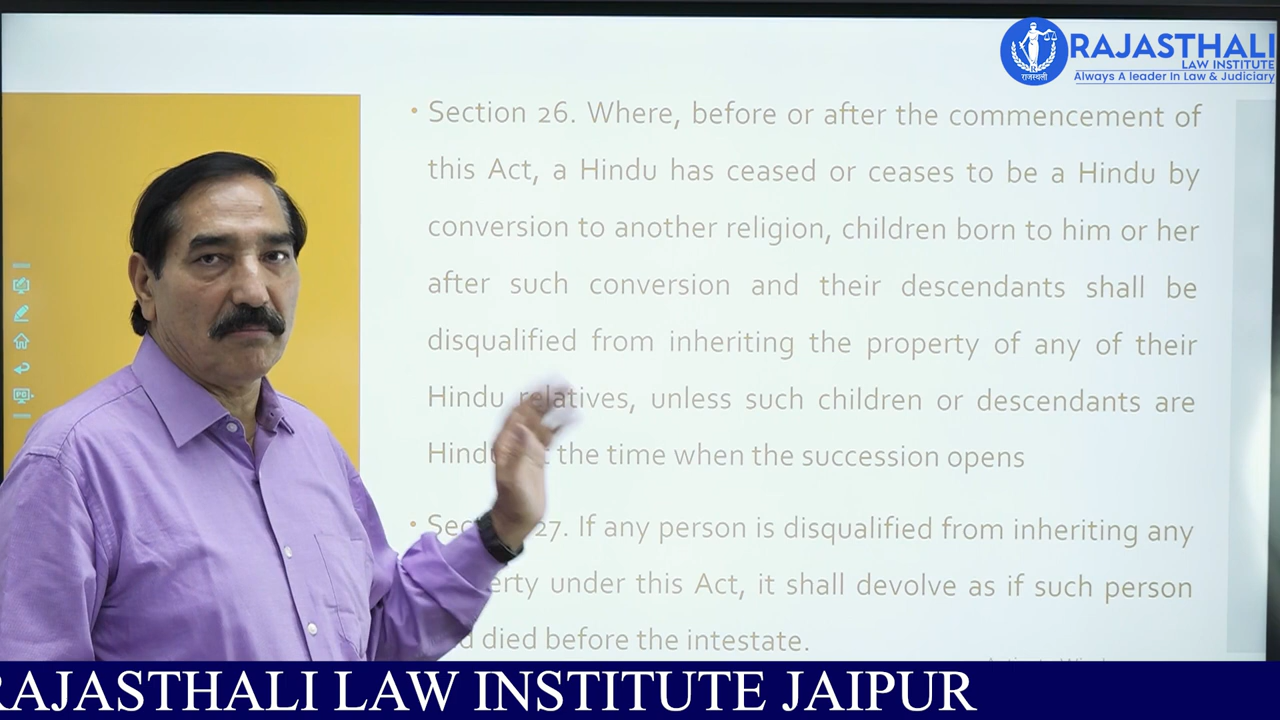 RAJASTHALI
LAW INSTITUTE
Always A leader In Law & Judiciary
राजस्थली
• Section 26. Where, before or after the commencement of
this Act, a Hindu has ceased or ceases to be a Hindu by
conversion to another religion, children born to him or her
after such conversion and their descendants shall be
disqualified from inheriting the property of any of their
Hindu relatives, unless such children or descendants are
the time when the succession opens
• 27. If any person is disqualified from inheriting any
under this Act, it shall devolve as if such person
died before the intestate.
RAJASTHALI LAW INSTITUTE JAIPUR